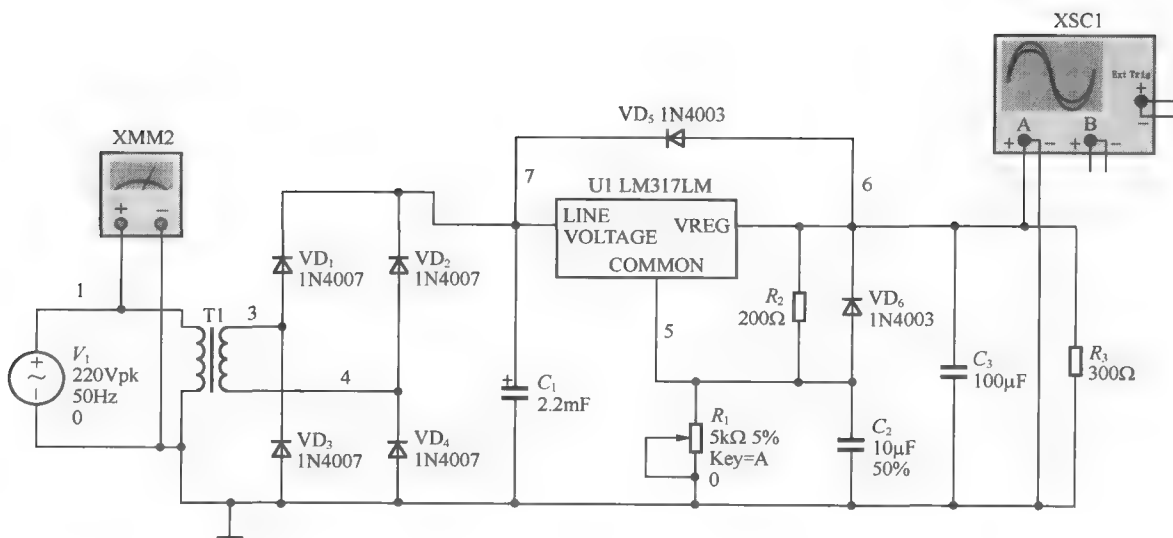 XSC1
Ext Trig
+
−
A
B
+ − + −
XMM2
+ −
VD₅ 1N4003
7
6
U1 LM317LM
LINE
VOLTAGE
VREG
COMMON
VD₁
1N4007
VD₂
1N4007
1
T1
3
4
5
R₂
200Ω
VD₆
1N4003
+
~
−
V₁
220Vpk
50Hz
0
+
C₁
2.2mF
C₃
100μF
R₃
300Ω
VD₃
1N4007
VD₄
1N4007
R₁
5kΩ 5%
Key=A
0
C₂
10μF
50%